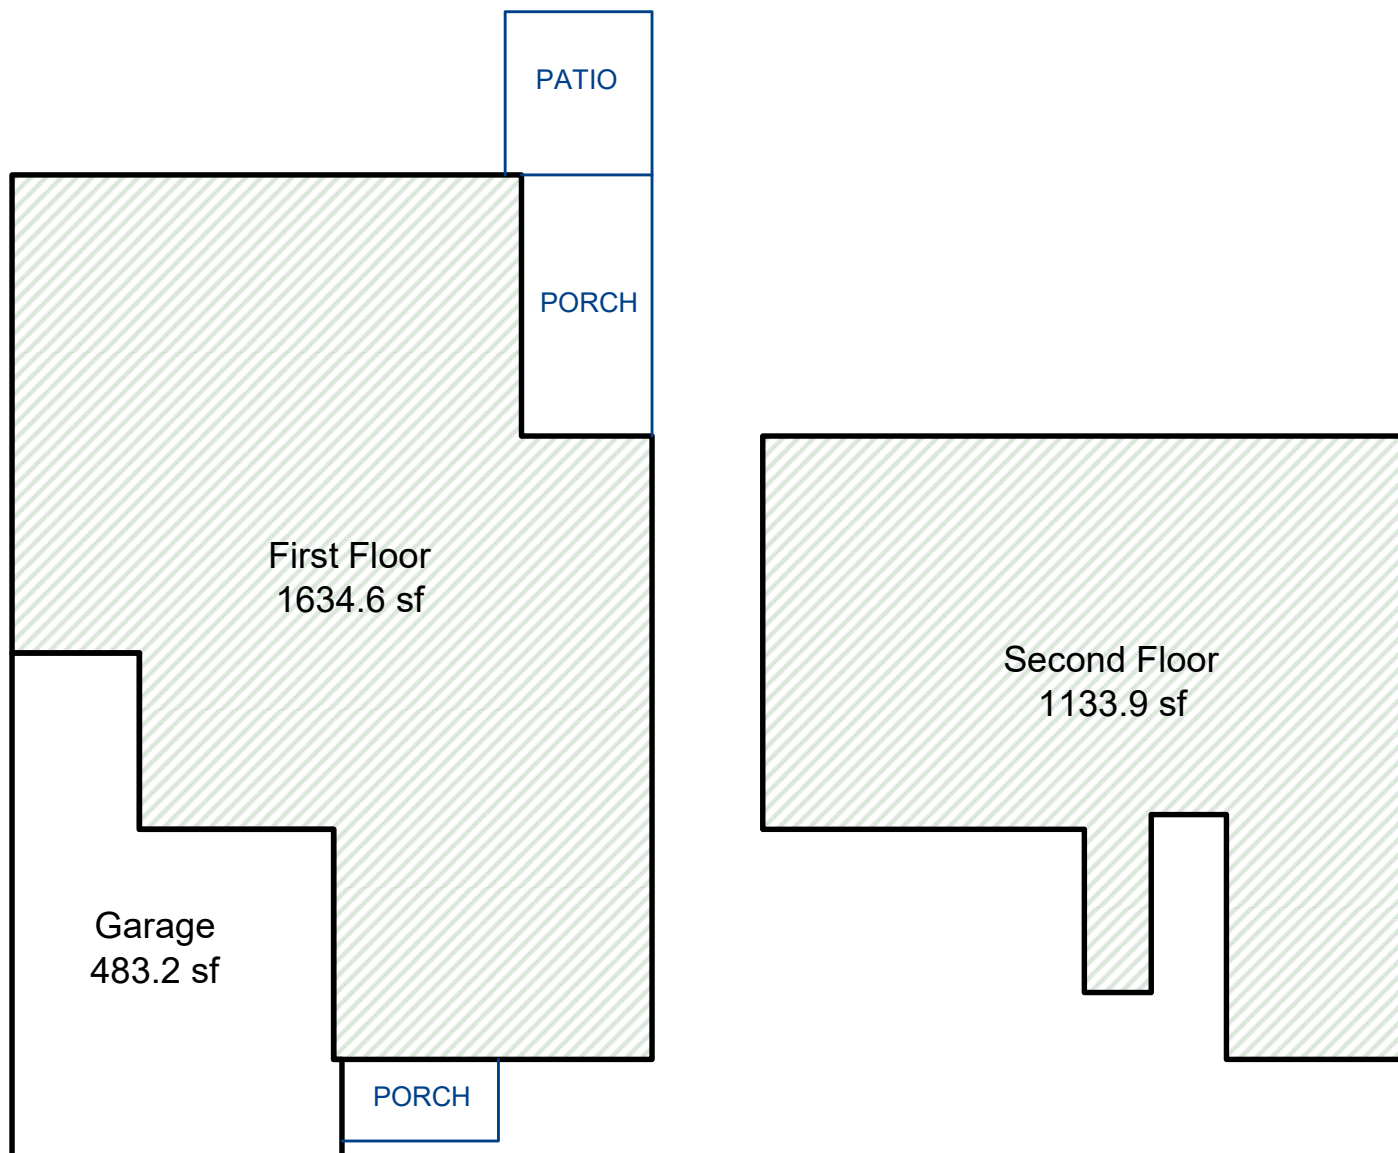 PATIO
PORCH
First Floor
1634.6 sf
Second Floor
1133.9 sf
Garage
483.2 sf
PORCH